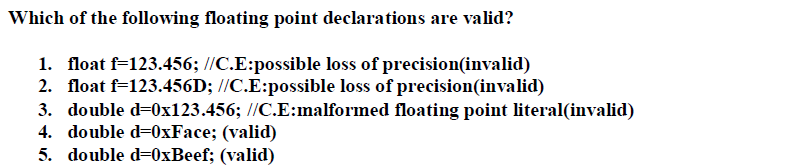 Which of the following floating point declarations are valid?
1. float f=123.456; //C.E:possible loss of precision(invalid)
2. float f=123.456D; //C.E:possible loss of precision(invalid)
3. double d=0x123.456; //C.E:malformed floating point literal(invalid)
4. double d=0xFace; (valid)
5. double d=0xBeef; (valid)